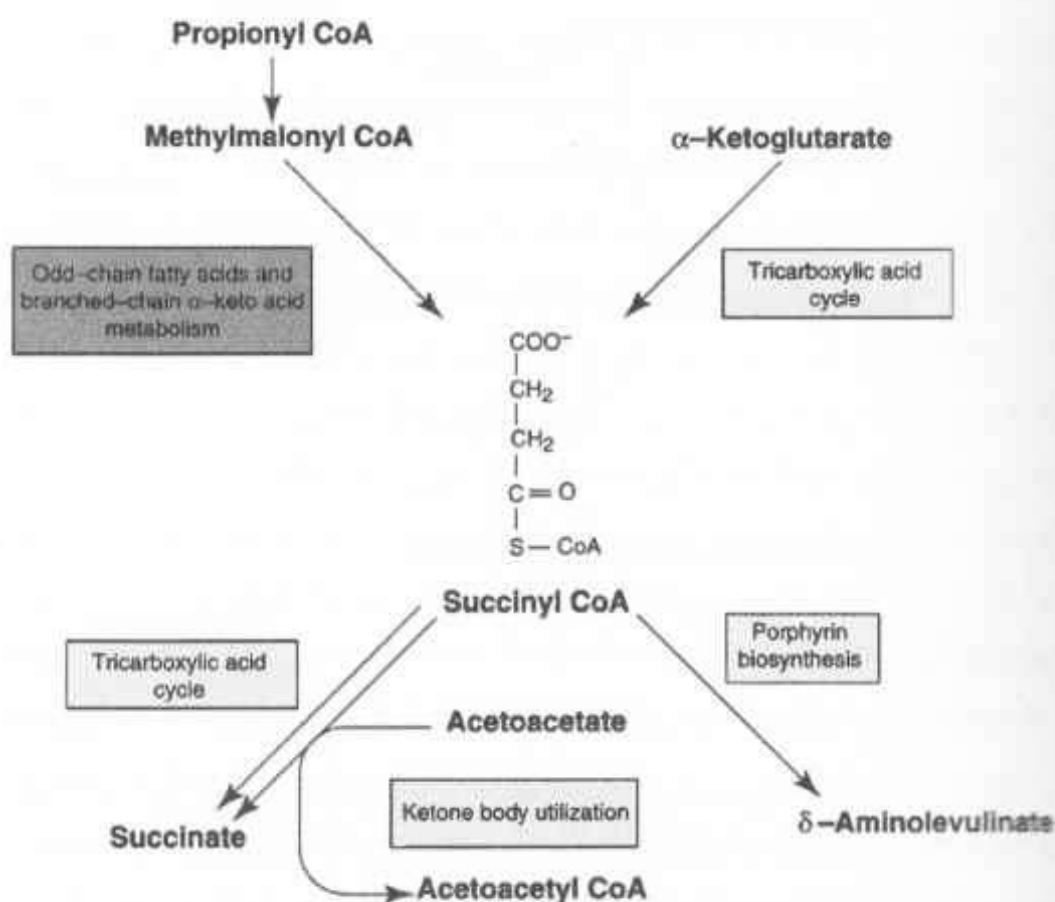 Propionyl CoA
Methylmalonyl CoA
α–Ketoglutarate
Odd–chain fatty acids and
branched–chain α–keto acid
metabolism
Tricarboxylic acid
cycle
COO⁻
CH₂
CH₂
C=O
S—CoA
Succinyl CoA
Tricarboxylic acid
cycle
Porphyrin
biosynthesis
Acetoacetate
Ketone body utilization
Succinate
δ–Aminolevulinate
Acetoacetyl CoA